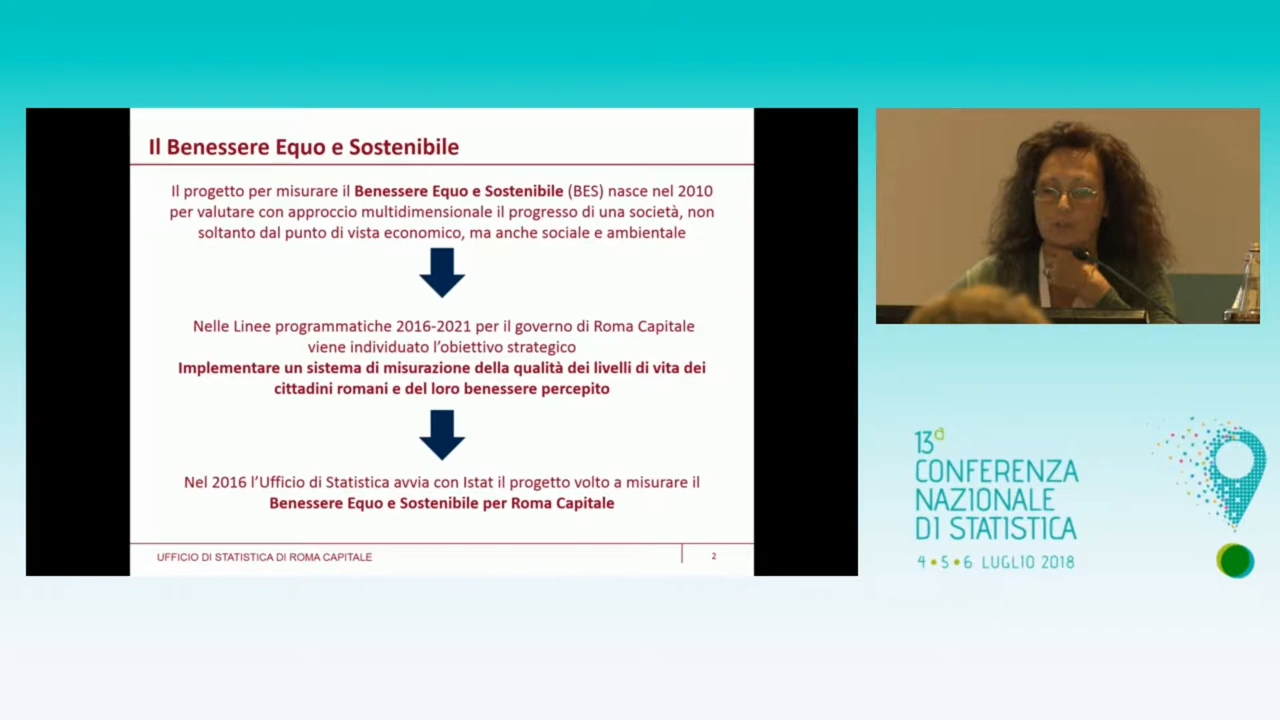 Il Benessere Equo e Sostenibile
Il progetto per misurare il Benessere Equo e Sostenibile (BES) nasce nel 2010
per valutare con approccio multidimensionale il progresso di una società, non
soltanto dal punto di vista economico, ma anche sociale e ambientale
Nelle Linee programmatiche 2016-2021 per il governo di Roma Capitale
viene individuato l'obiettivo strategico
Implementare un sistema di misurazione della qualità dei livelli di vita dei
cittadini romani e del loro benessere percepito
Nel 2016 l'Ufficio di Statistica avvia con Istat il progetto volto a misurare il
Benessere Equo e Sostenibile per Roma Capitale
UFFICIO DI STATISTICA DI ROMA CAPITALE
2
13a
CONFERENZA
NAZIONALE
DI STATISTICA
4•5•6 LUGLIO 2018